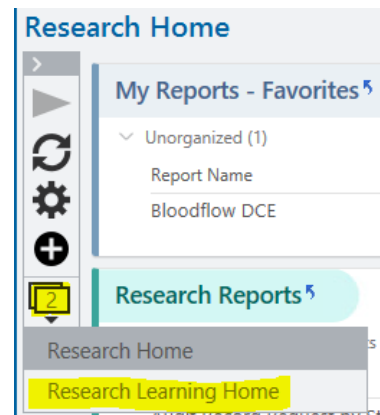 Research Home
My Reports - Favorites
Unorganized (1)
Report Name
Bloodflow DCE
2
Research Reports
Research Home
Research Learning Home